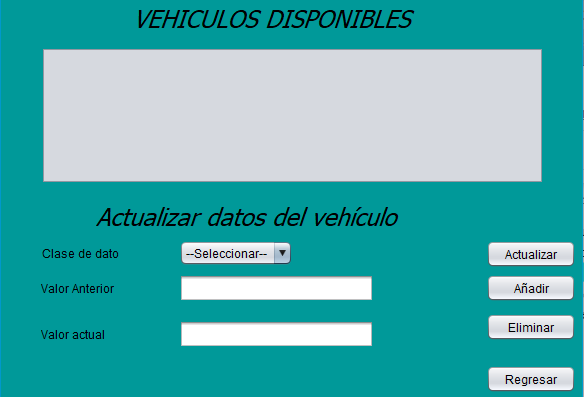 VEHICULOS DISPONIBLES
Actualizar datos del vehículo
Clase de dato --Seleccionar-- Actualizar
Valor Anterior Añadir
Valor actual Eliminar
Regresar